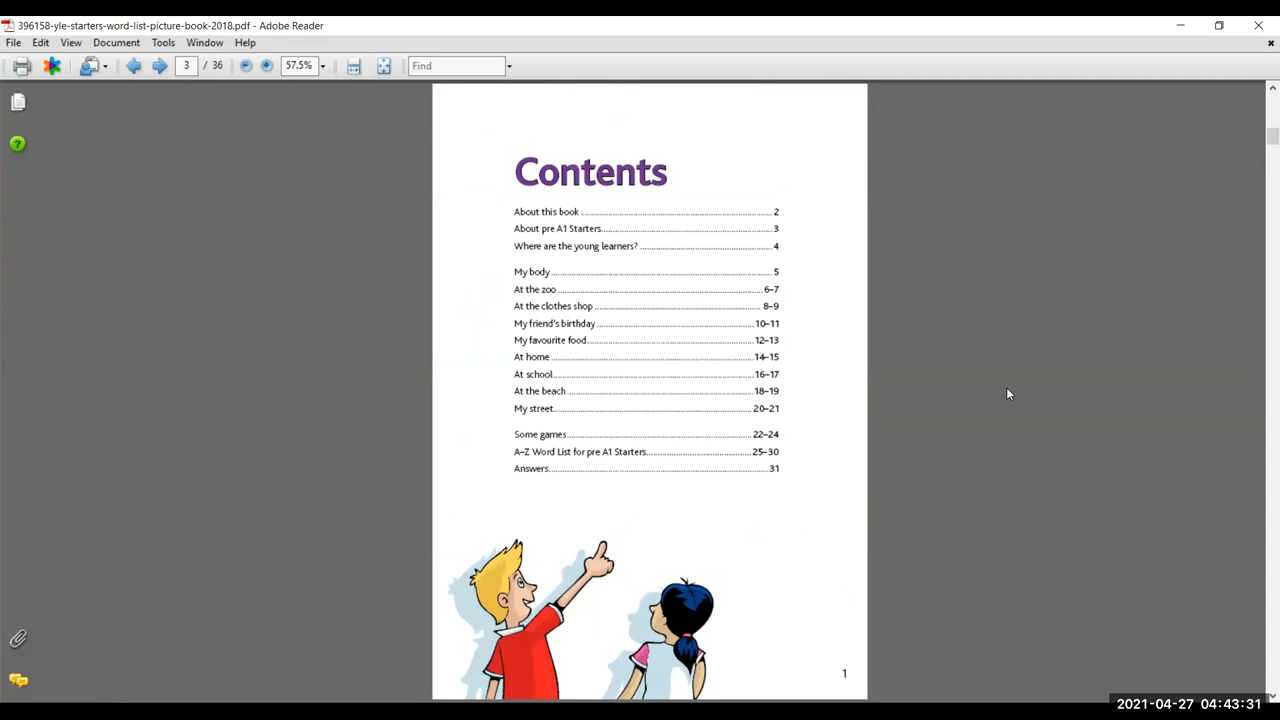 396158-yle-starters-word-list-picture-book-2018.pdf - Adobe Reader
File Edit View Document Tools Window Help
3 / 36 57.5% Find
Contents
About this book ........................................ 2
About pre A1 Starters........................................ 3
Where are the young learners? ........................................ 4
My body ........................................ 5
At the zoo ........................................ 6–7
At the clothes shop ........................................ 8–9
My friend's birthday ........................................ 10–11
My favourite food ........................................ 12–13
At home ........................................ 14–15
At school........................................ 16–17
At the beach ........................................ 18–19
My street........................................ 20–21
Some games........................................ 22–24
A–Z Word List for pre A1 Starters........................................ 25–30
Answers........................................ 31
1
2021-04-27 04:43:31